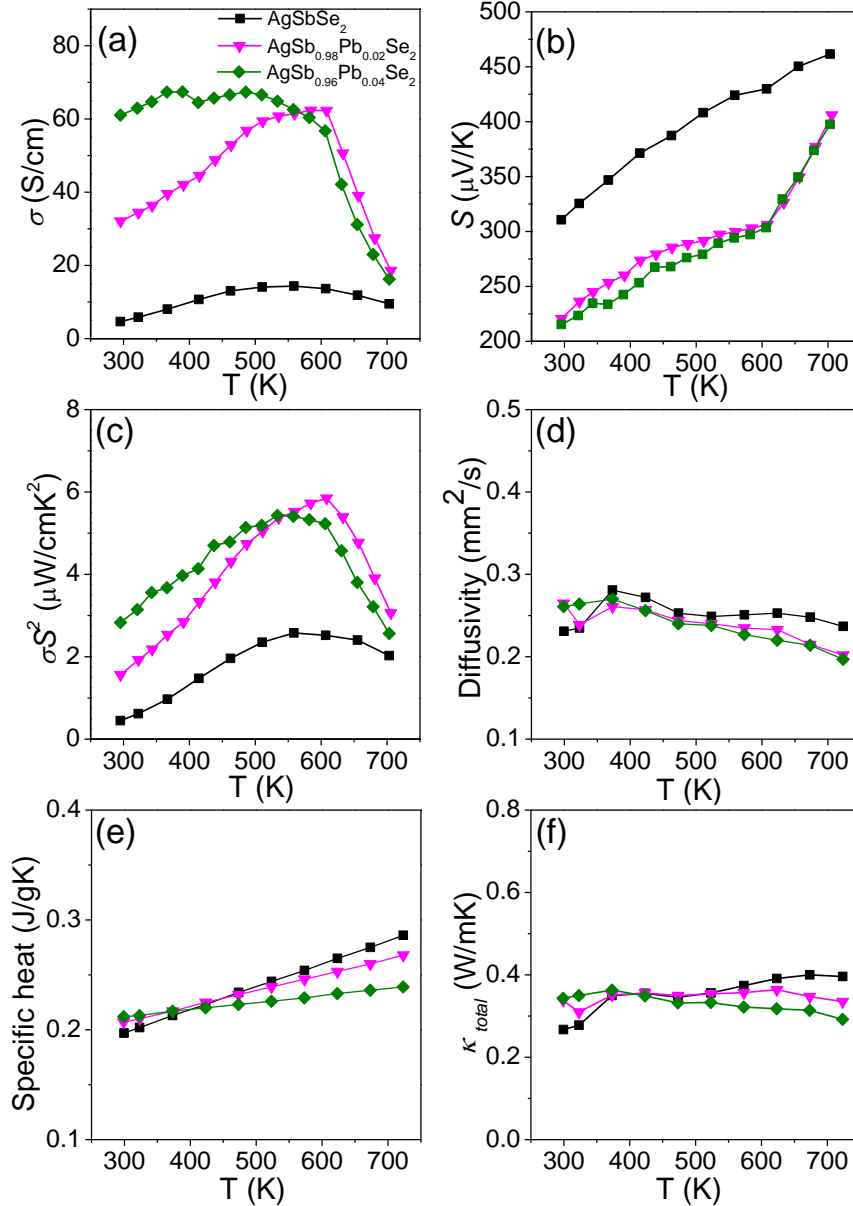 (a)
AgSbSe₂
AgSb₀.₉₈Pb₀.₀₂Se₂
AgSb₀.₉₆Pb₀.₀₄Se₂
80
60
40
20
0
σ (S/cm)
300 400 500 600 700
T (K)
(b)
500
450
400
350
300
250
200
S (μV/K)
300 400 500 600 700
T (K)
(c)
8
6
4
2
0
σS² (μW/cmK²)
300 400 500 600 700
T (K)
(d)
0.5
0.4
0.3
0.2
0.1
Diffusivity (mm²/s)
300 400 500 600 700
T (K)
(e)
0.4
0.3
0.2
0.1
Specific heat (J/gK)
300 400 500 600 700
T (K)
(f)
0.8
0.6
0.4
0.2
0.0
κ total (W/mK)
300 400 500 600 700
T (K)